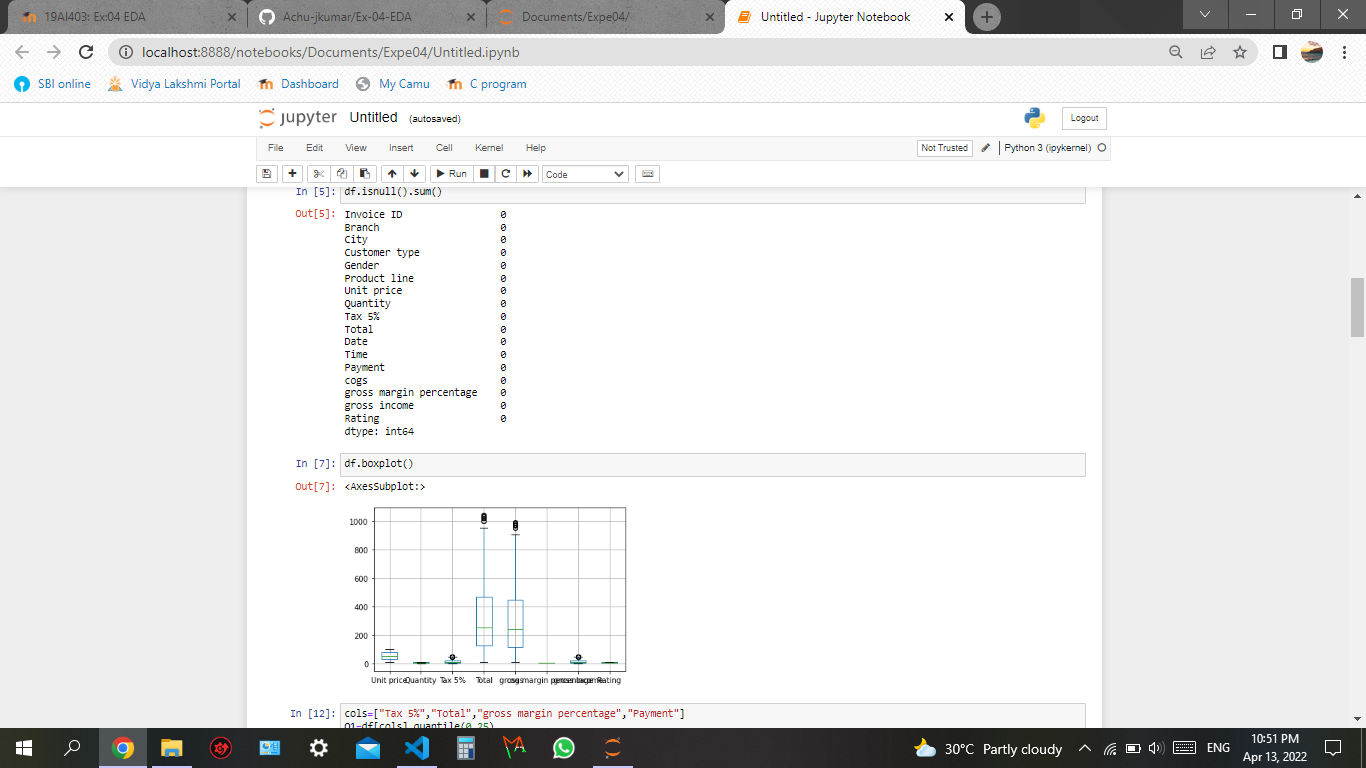 19AI403: Ex:04 EDA
Achu-jkumar/Ex-04-EDA
Documents/Expe04/
Untitled - Jupyter Notebook
localhost:8888/notebooks/Documents/Expe04/Untitled.ipynb
SBI online
Vidya Lakshmi Portal
Dashboard
My Camu
C program
jupyter Untitled (autosaved)
Logout
File Edit View Insert Cell Kernel Help
Not Trusted
Python 3 (ipykernel)
Run
Code
In [5]: df.isnull().sum()
Out[5]: Invoice ID 0
Branch 0
City 0
Customer type 0
Gender 0
Product line 0
Unit price 0
Quantity 0
Tax 5% 0
Total 0
Date 0
Time 0
Payment 0
cogs 0
gross margin percentage 0
gross income 0
Rating 0
dtype: int64
In [7]: df.boxplot()
Out[7]: <AxesSubplot:>
1000
800
600
400
200
0
Unit price Quantity Tax 5% Total cogs gross margin percentage gross income Rating
In [12]: cols=["Tax 5%","Total","gross margin percentage","Payment"]
Q1=df[cols].quantile(0.25)
30°C Partly cloudy
ENG
10:51 PM
Apr 13, 2022